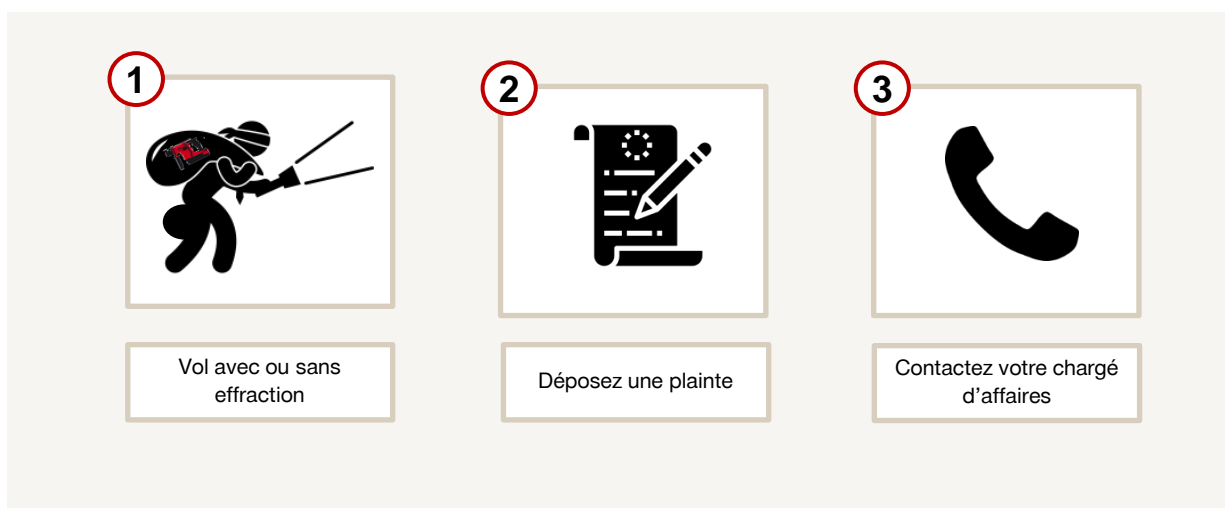 1
2
3
Vol avec ou sans
effraction
Déposez une plainte
Contactez votre chargé
d’affaires